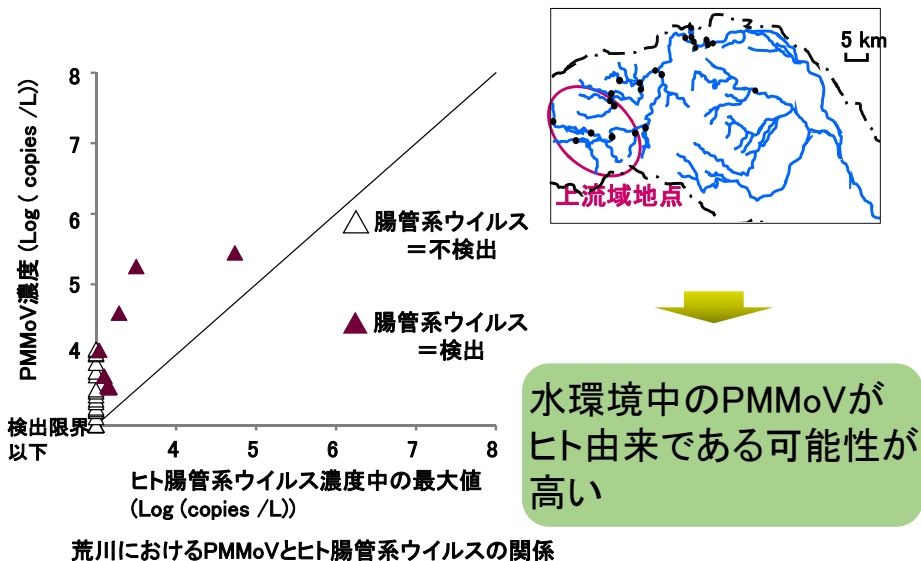 PMMoV濃度 (Log ( copies /L))
8
7
6
5
4
検出限界
以下
4
5
6
7
8
ヒト腸管系ウイルス濃度中の最大値
(Log (copies /L))
腸管系ウイルス
＝不検出
腸管系ウイルス
＝検出
荒川におけるPMMoVとヒト腸管系ウイルスの関係
5 km
上流域地点
水環境中のPMMoVが
ヒト由来である可能性が
高い